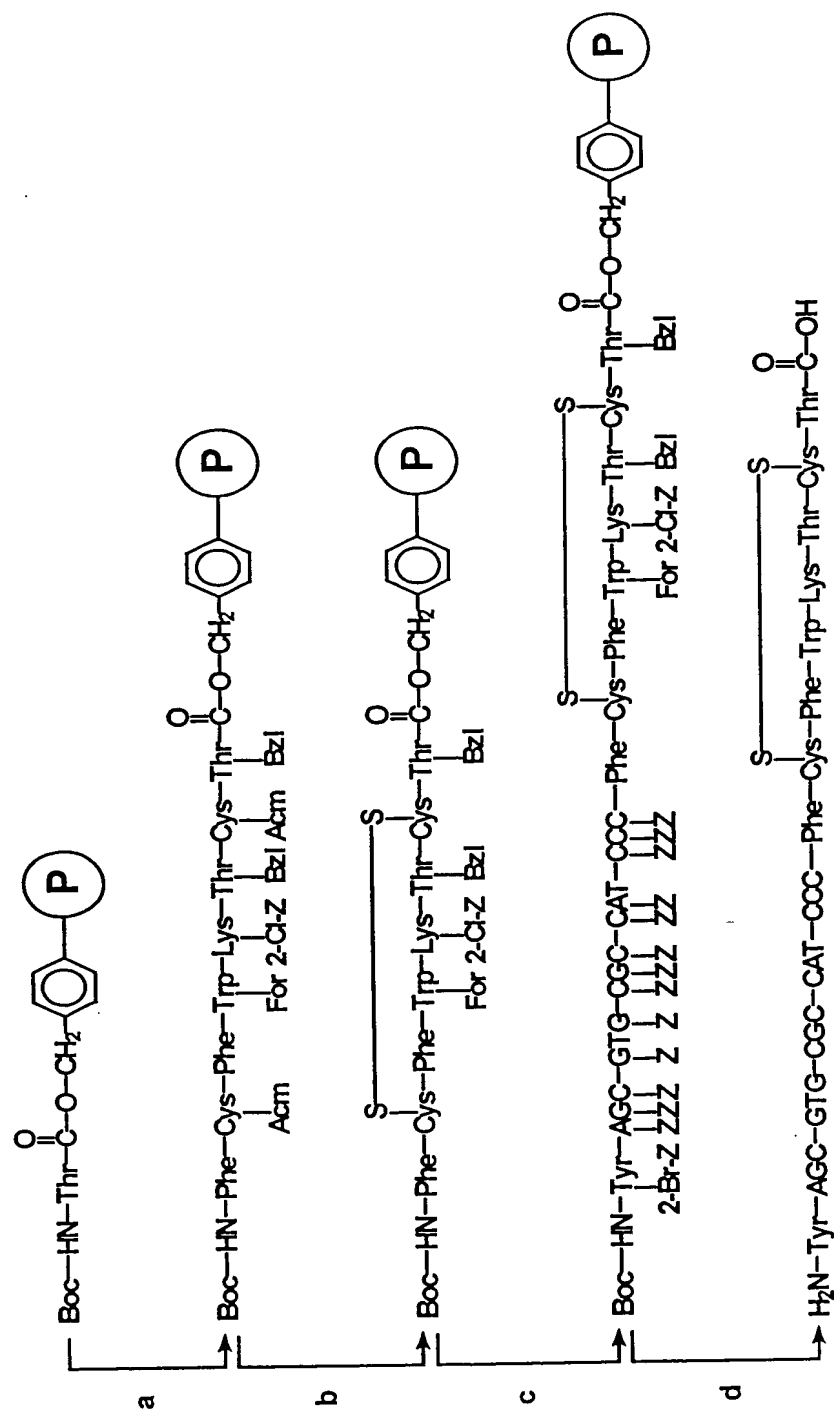 Boc—HN—Thr—C—O—CH2—P
O
a
Boc—HN—Phe—Cys—Phe—Trp—Lys—Thr—Cys—Thr—C—O—CH2—P
O
Acm For 2-Cl-Z Bzl Acm Bzl
b
S S O
Boc—HN—Phe—Cys—Phe—Trp—Lys—Thr—Cys—Thr—C—O—CH2—P
For 2-Cl-Z Bzl Bzl
c
S S O
Boc—HN—Tyr—AGC—GTG—CGC—CAT—CCC—Phe—Cys—Phe—Trp—Lys—Thr—Cys—Thr—C—O—CH2—P
2-Br-Z ZZZ Z Z ZZZ ZZ ZZZ For 2-Cl-Z Bzl Bzl
d
S S O
H2N—Tyr—AGC—GTG—CGC—CAT—CCC—Phe—Cys—Phe—Trp—Lys—Thr—Cys—Thr—C—OH